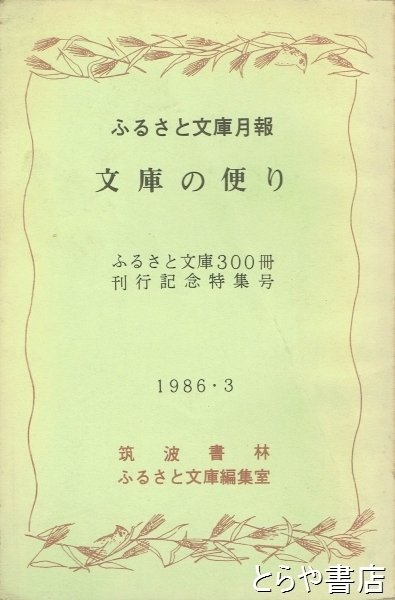 ふるさと文庫月報
文庫の便り
ふるさと文庫300冊
刊行記念特集号
1986・3
筑波書林
ふるさと文庫編集室
とらや書店